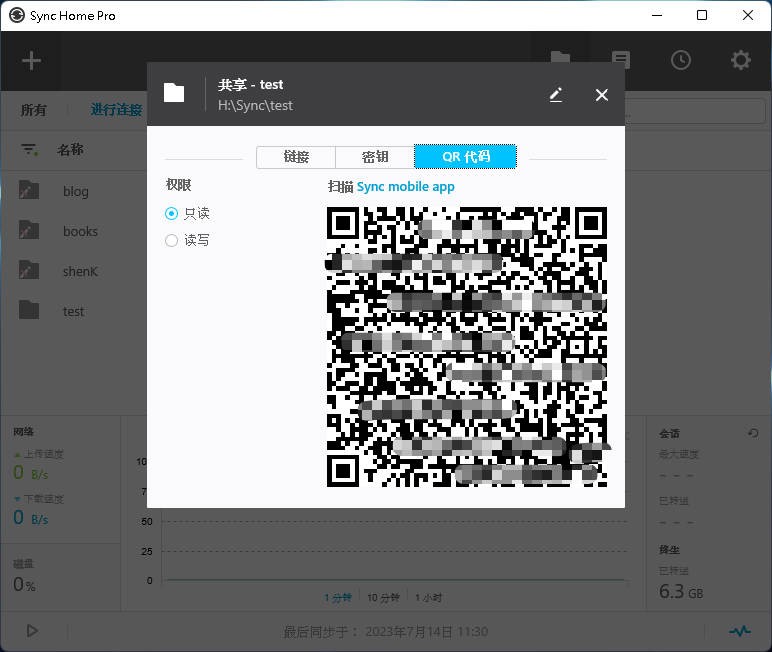 Sync Home Pro
共享 - test
H:\Sync\test
所有
进行连接
链接
密钥
QR 代码
名称
权限
扫描 Sync mobile app
只读
读写
blog
books
shenK
test
网络
上传速度
0 B/s
下载速度
0 B/s
磁盘
0%
10
7
50
25
0
1 分钟
10 分钟
1 小时
会话
最大速度
- - -
已转送
- - -
终生
已转送
6.3 GB
最后同步于： 2023年7月14日 11:30